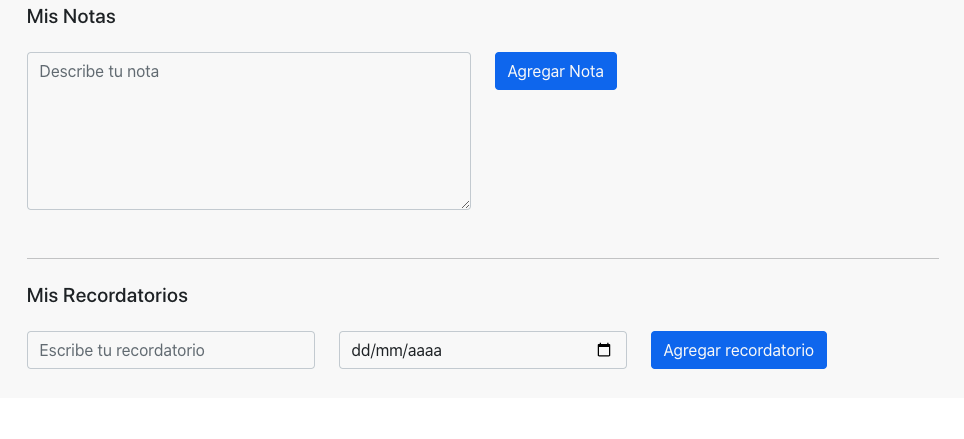 Mis Notas
Describe tu nota
Agregar Nota
Mis Recordatorios
Escribe tu recordatorio
dd/mm/aaaa
Agregar recordatorio